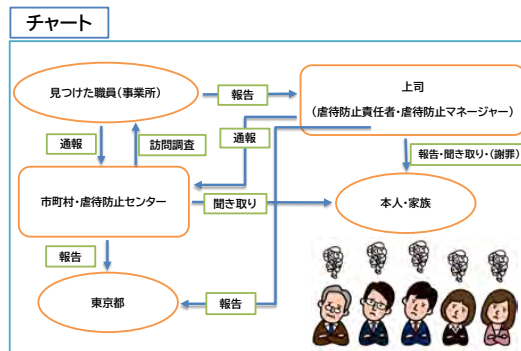 チャート
見つけた職員(事業所)
報告
上司
(虐待防止責任者・虐待防止マネージャー)
通報
訪問調査
通報
報告・聞き取り・(謝罪)
市町村・虐待防止センター
聞き取り
本人・家族
報告
東京都
報告